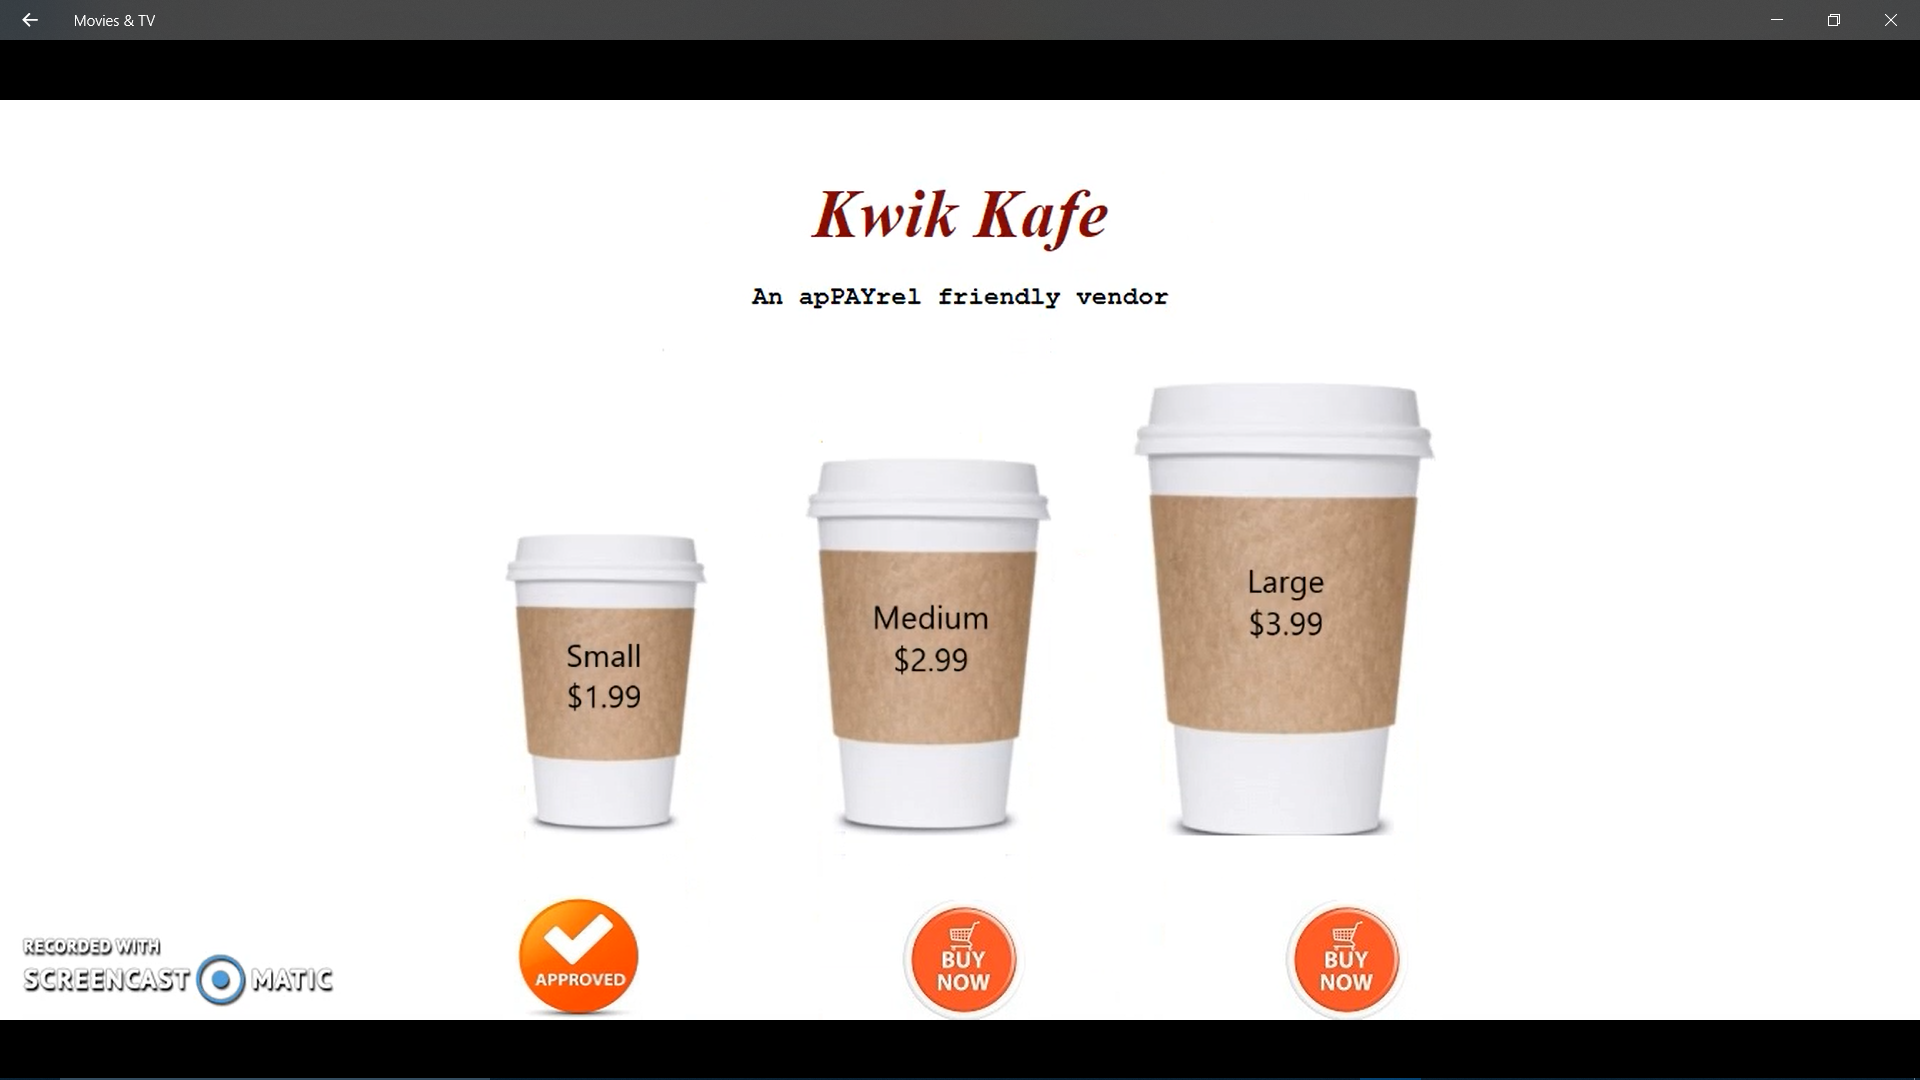 Movies & TV
Kwik Kafe
An apPAYrel friendly vendor
Small
$1.99
Medium
$2.99
Large
$3.99
APPROVED
BUY
NOW
BUY
NOW
RECORDED WITH
SCREENCAST MATIC